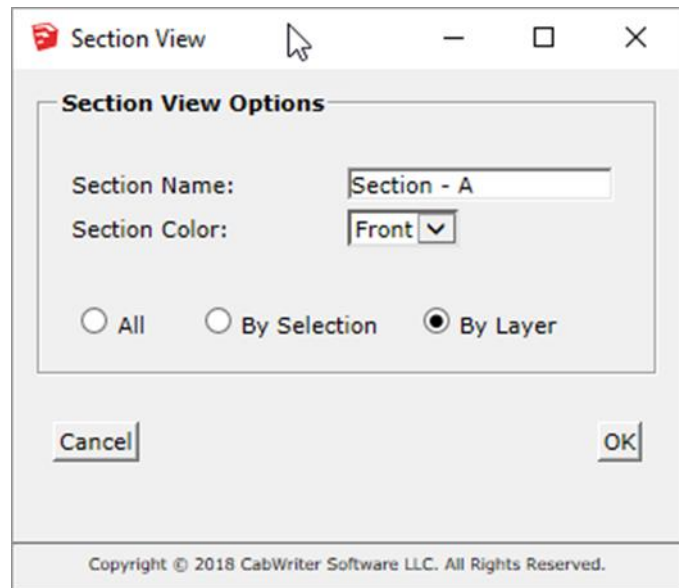 Section View
Section View Options
Section Name: Section - A
Section Color: Front
All By Selection By Layer
Cancel OK
Copyright © 2018 CabWriter Software LLC. All Rights Reserved.